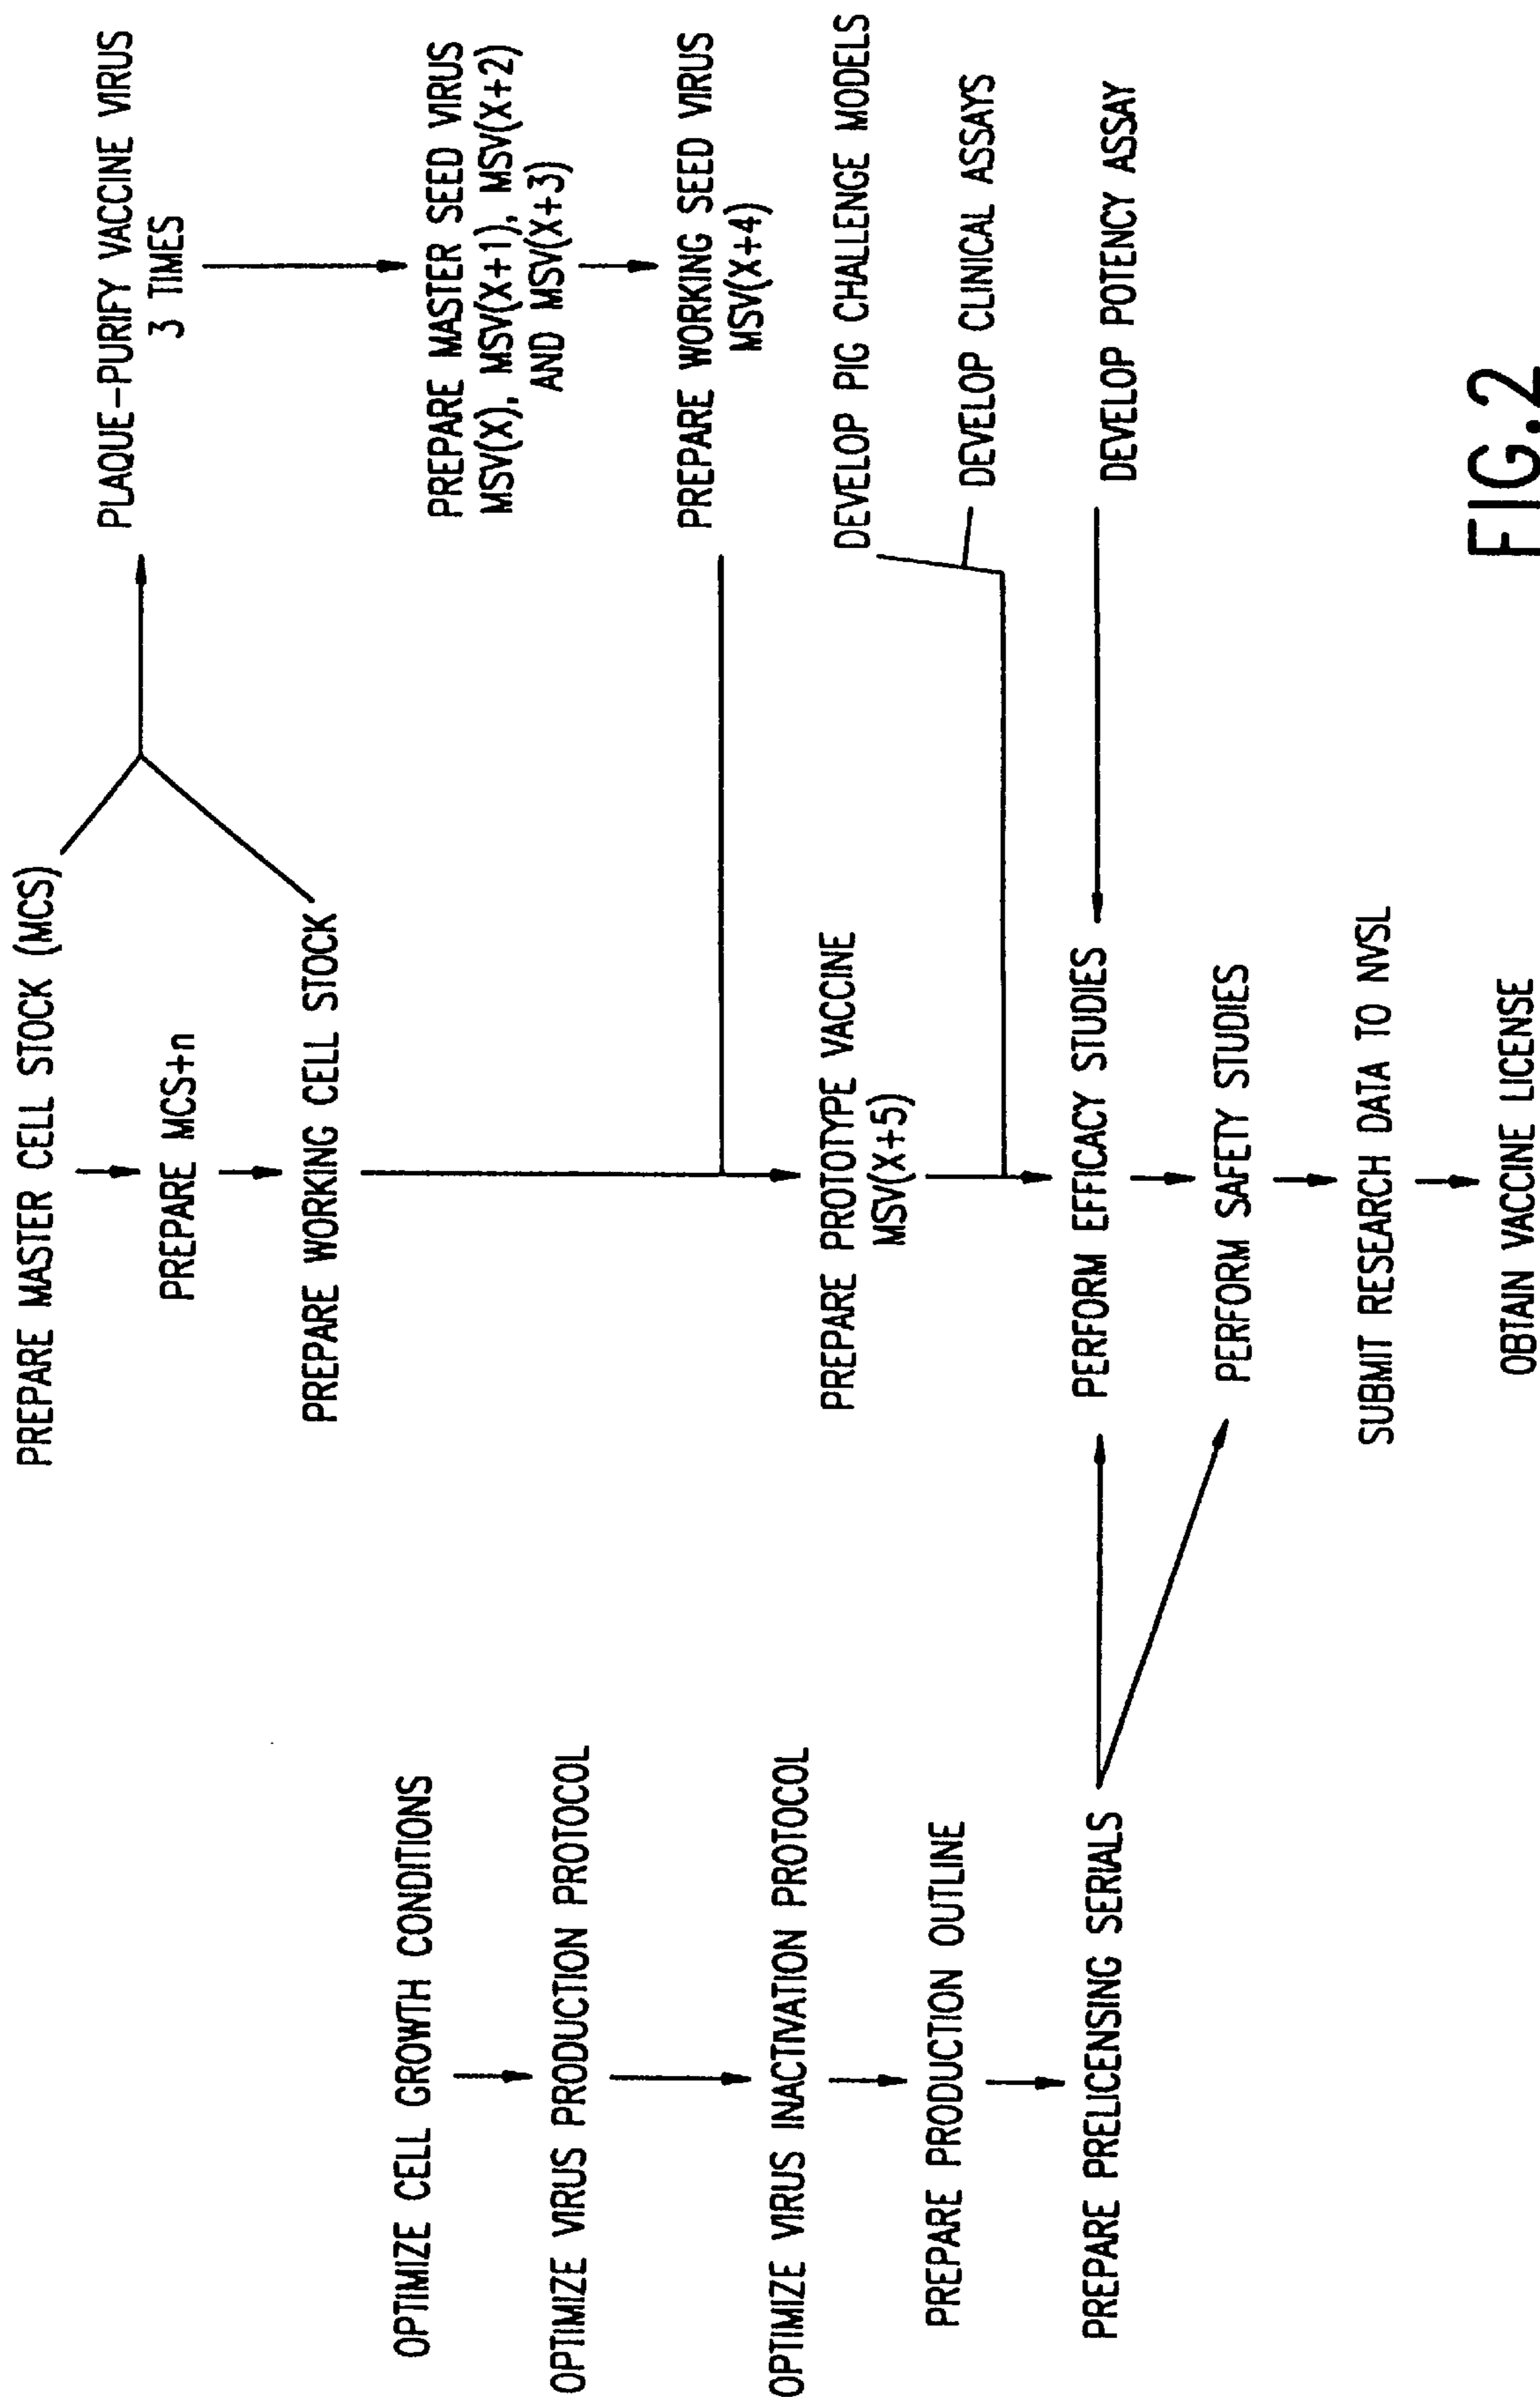 PREPARE MASTER CELL STOCK (MCS)
PREPARE MCS+n
PREPARE WORKING CELL STOCK
PLAQUE-PURIFY VACCINE VIRUS
3 TIMES
PREPARE MASTER SEED VIRUS
MSV(X), MSV(X+1), MSV(X+2)
AND MSV(X+3)
PREPARE WORKING SEED VIRUS
MSV(X+4)
OPTIMIZE CELL GROWTH CONDITIONS
OPTIMIZE VIRUS PRODUCTION PROTOCOL
OPTIMIZE VIRUS INACTIVATION PROTOCOL
PREPARE PRODUCTION OUTLINE
PREPARE PRELICENSING SERIALS
PREPARE PROTOTYPE VACCINE
MSV(X+5)
DEVELOP PIG CHALLENGE MODELS
DEVELOP CLINICAL ASSAYS
DEVELOP POTENCY ASSAY
PERFORM EFFICACY STUDIES
PERFORM SAFETY STUDIES
SUBMIT RESEARCH DATA TO NVSL
OBTAIN VACCINE LICENSE
FIG.2